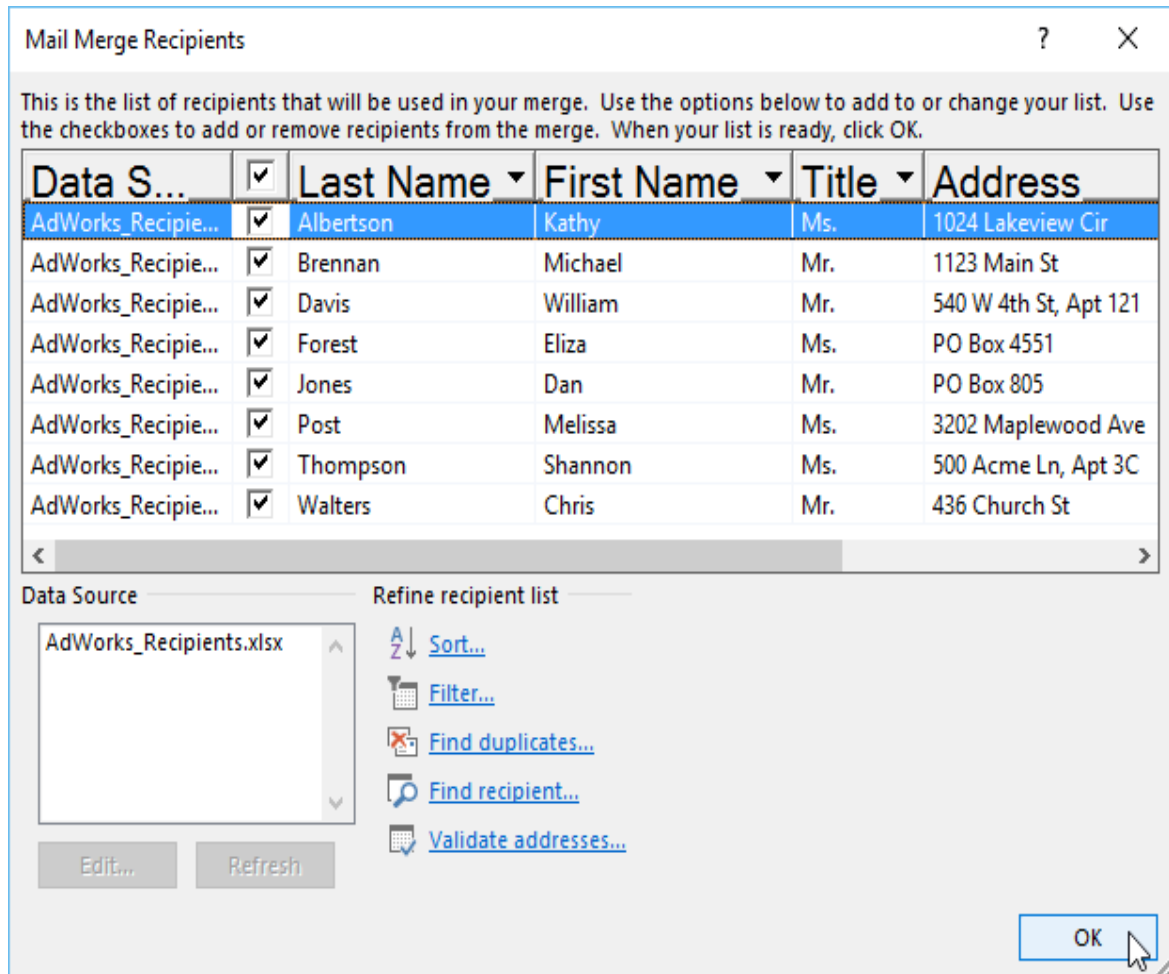 Mail Merge Recipients ?
This is the list of recipients that will be used in your merge. Use the options below to add to or change your list. Use
the checkboxes to add or remove recipients from the merge. When your list is ready, click OK.
Data S... Last Name First Name Title Address
AdWorks_Recipie... Albertson Kathy Ms. 1024 Lakeview Cir
AdWorks_Recipie... Brennan Michael Mr. 1123 Main St
AdWorks_Recipie... Davis William Mr. 540 W 4th St, Apt 121
AdWorks_Recipie... Forest Eliza Ms. PO Box 4551
AdWorks_Recipie... Jones Dan Mr. PO Box 805
AdWorks_Recipie... Post Melissa Ms. 3202 Maplewood Ave
AdWorks_Recipie... Thompson Shannon Ms. 500 Acme Ln, Apt 3C
AdWorks_Recipie... Walters Chris Mr. 436 Church St
Data Source
AdWorks_Recipients.xlsx
Edit... Refresh
Refine recipient list
Sort...
Filter...
Find duplicates...
Find recipient...
Validate addresses...
OK